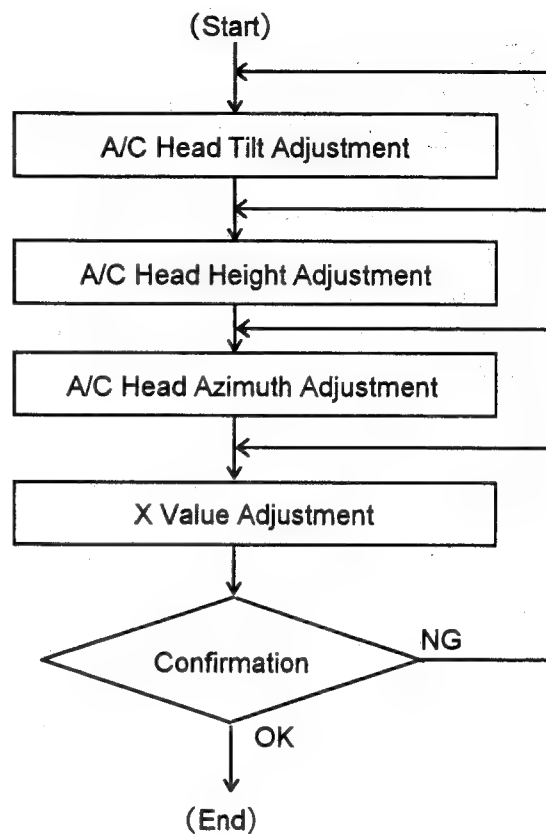 (Start)
A/C Head Tilt Adjustment
A/C Head Height Adjustment
A/C Head Azimuth Adjustment
X Value Adjustment
Confirmation
NG
OK
(End)